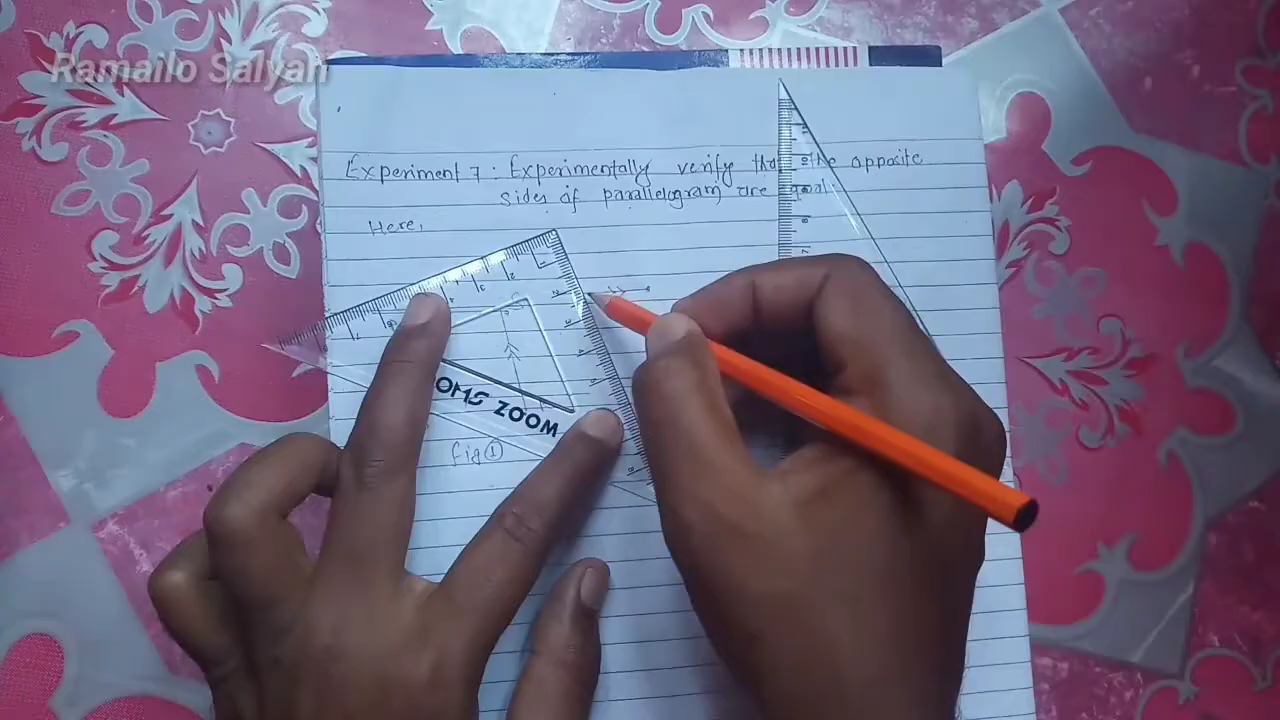 Ramailo Salyan
Experiment 7: Experimentally verify that the opposite
sides of parallelogram are equal
Here,
ZOOM
fig ①